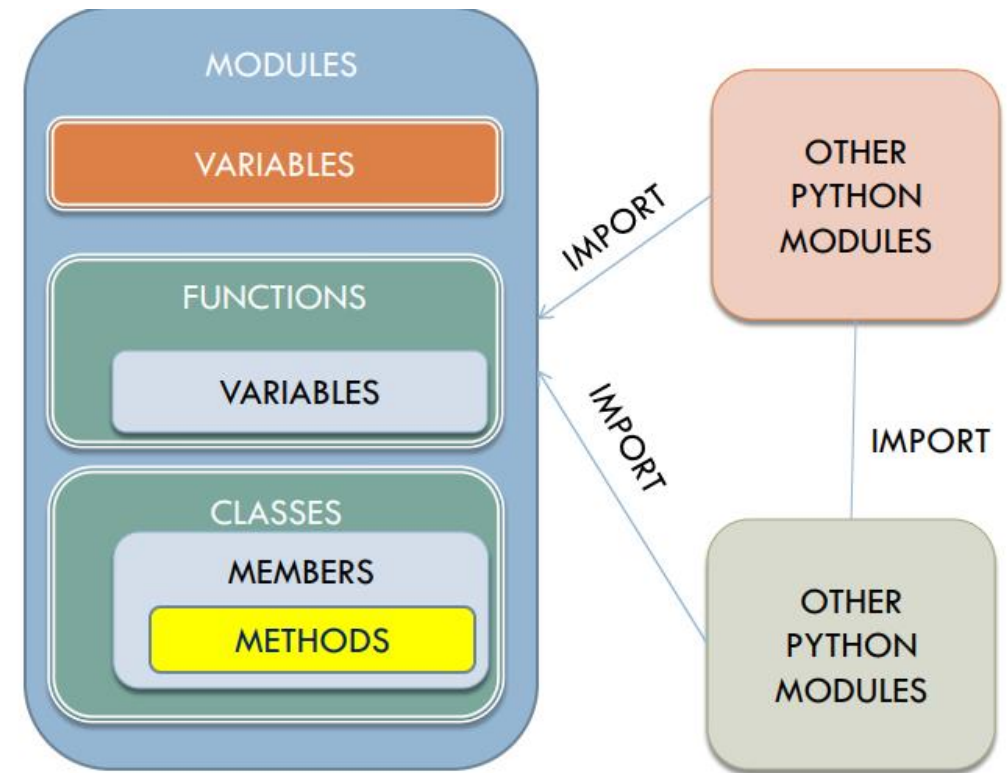 MODULES
VARIABLES
FUNCTIONS
VARIABLES
CLASSES
MEMBERS
METHODS
IMPORT
IMPORT
OTHER
PYTHON
MODULES
IMPORT
OTHER
PYTHON
MODULES